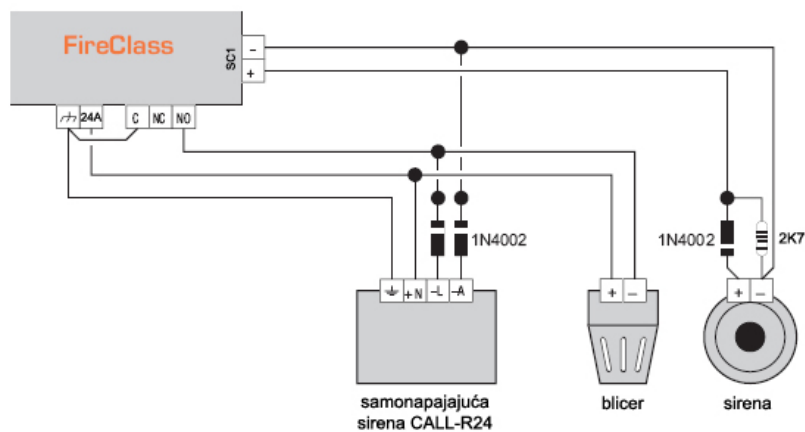 FireClass
SC1
-
+
24A
C
NC
NO
1N4002
1N4002
2K7
+N
-L
-A
+
-
+
-
samonapajajuća
sirena CALL-R24
blicer
sirena